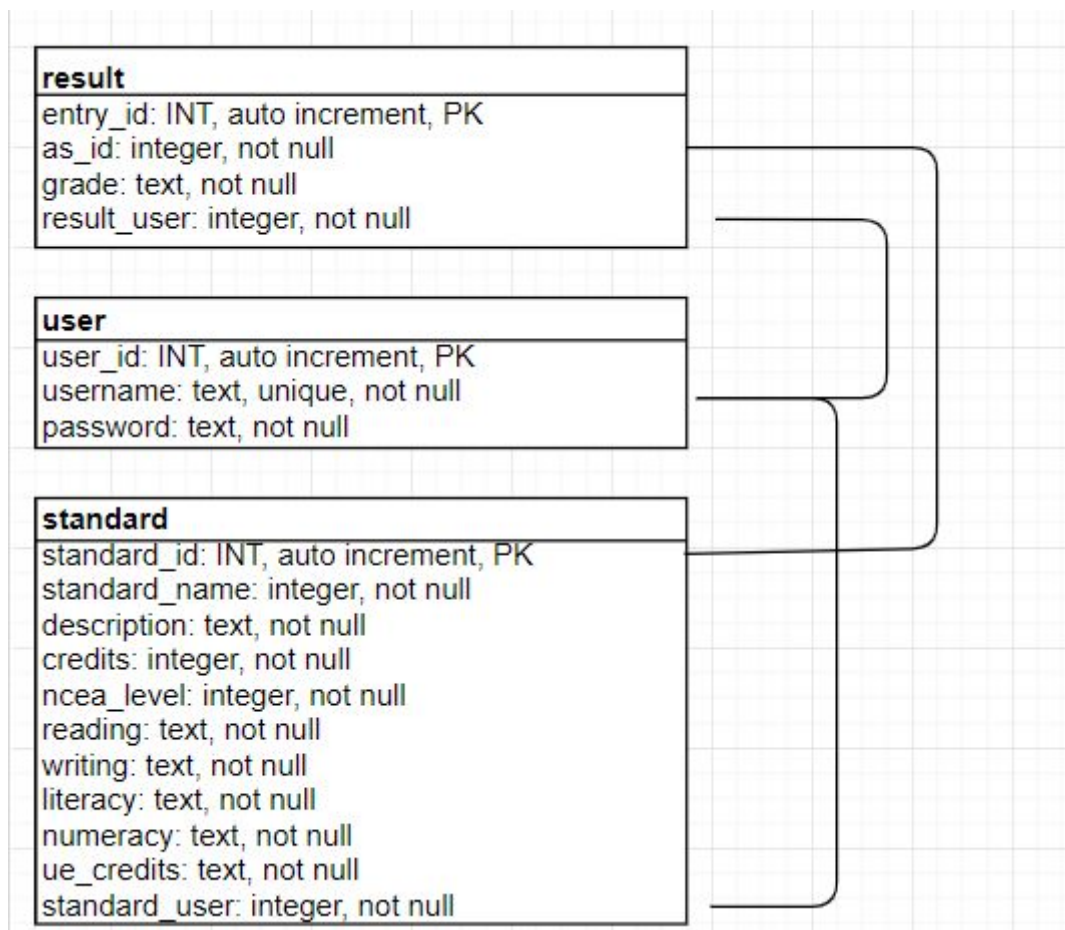 result
entry_id: INT, auto increment, PK
as_id: integer, not null
grade: text, not null
result_user: integer, not null
user
user_id: INT, auto increment, PK
username: text, unique, not null
password: text, not null
standard
standard_id: INT, auto increment, PK
standard_name: integer, not null
description: text, not null
credits: integer, not null
ncea_level: integer, not null
reading: text, not null
writing: text, not null
literacy: text, not null
numeracy: text, not null
ue_credits: text, not null
standard_user: integer, not null